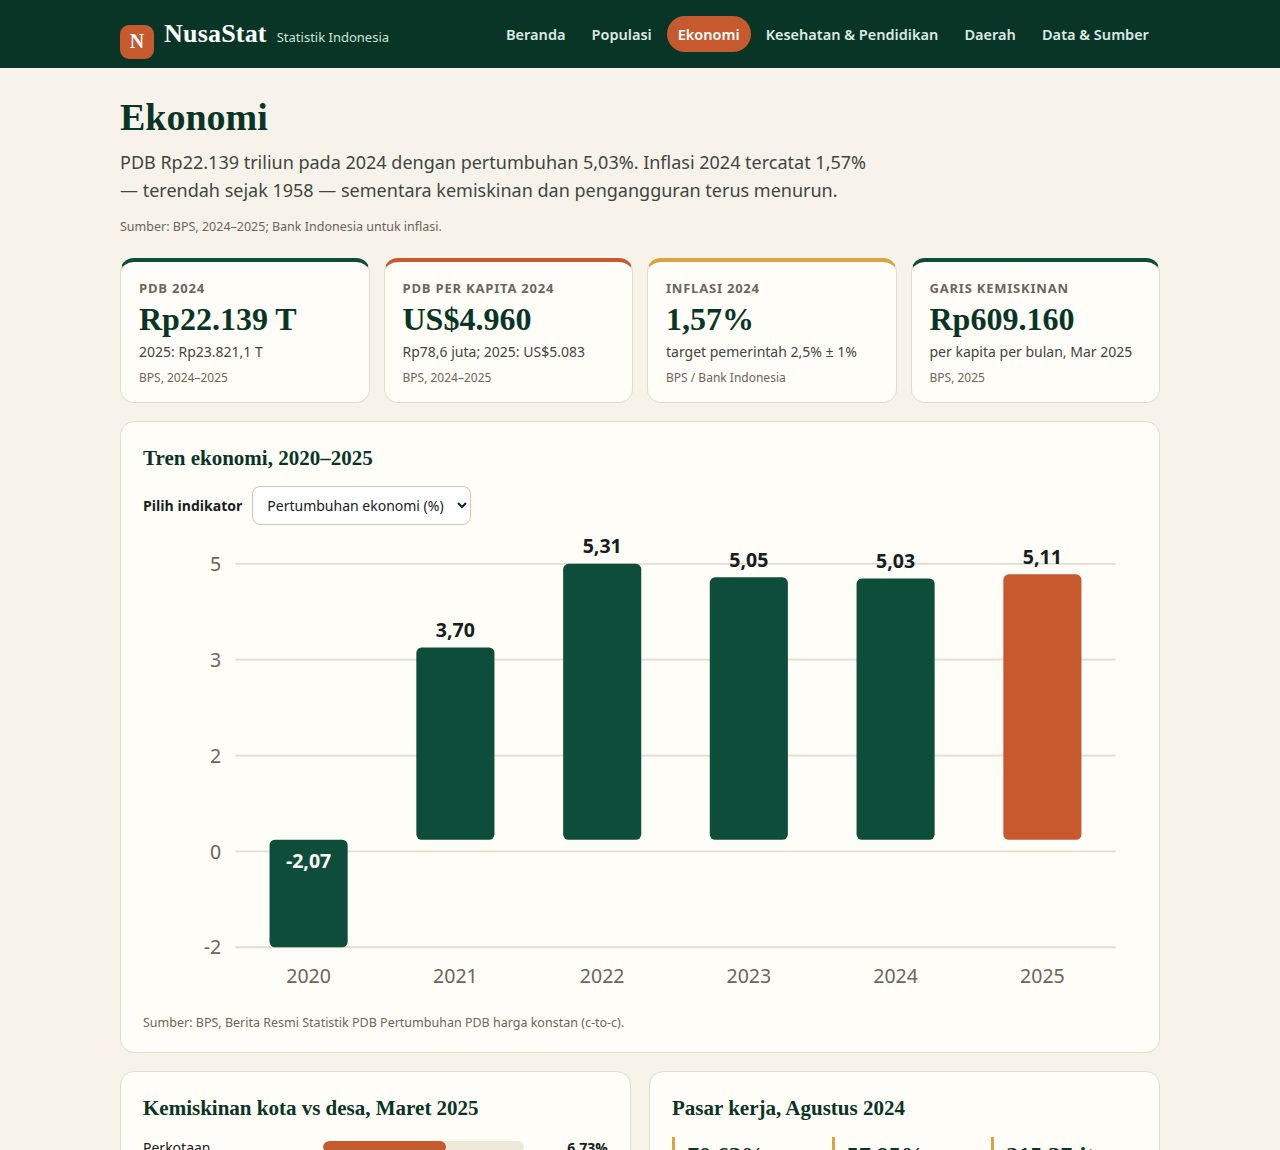 N NusaStat Statistik Indonesia Beranda Populasi Ekonomi Kesehatan & Pendidikan Daerah Data & Sumber
Ekonomi
PDB Rp22.139 triliun pada 2024 dengan pertumbuhan 5,03%. Inflasi 2024 tercatat 1,57%
— terendah sejak 1958 — sementara kemiskinan dan pengangguran terus menurun.
Sumber: BPS, 2024–2025; Bank Indonesia untuk inflasi.
PDB 2024
Rp22.139 T
2025: Rp23.821,1 T
BPS, 2024–2025
PDB PER KAPITA 2024
US$4.960
Rp78,6 juta; 2025: US$5.083
BPS, 2024–2025
INFLASI 2024
1,57%
target pemerintah 2,5% ± 1%
BPS / Bank Indonesia
GARIS KEMISKINAN
Rp609.160
per kapita per bulan, Mar 2025
BPS, 2025
Tren ekonomi, 2020–2025
Pilih indikator Pertumbuhan ekonomi (%)
5
3
2
0
-2
-2,07
3,70
5,31
5,05
5,03
5,11
2020 2021 2022 2023 2024 2025
Sumber: BPS, Berita Resmi Statistik PDB Pertumbuhan PDB harga konstan (c-to-c).
Kemiskinan kota vs desa, Maret 2025
Perkotaan 6,73%
Pasar kerja, Agustus 2024